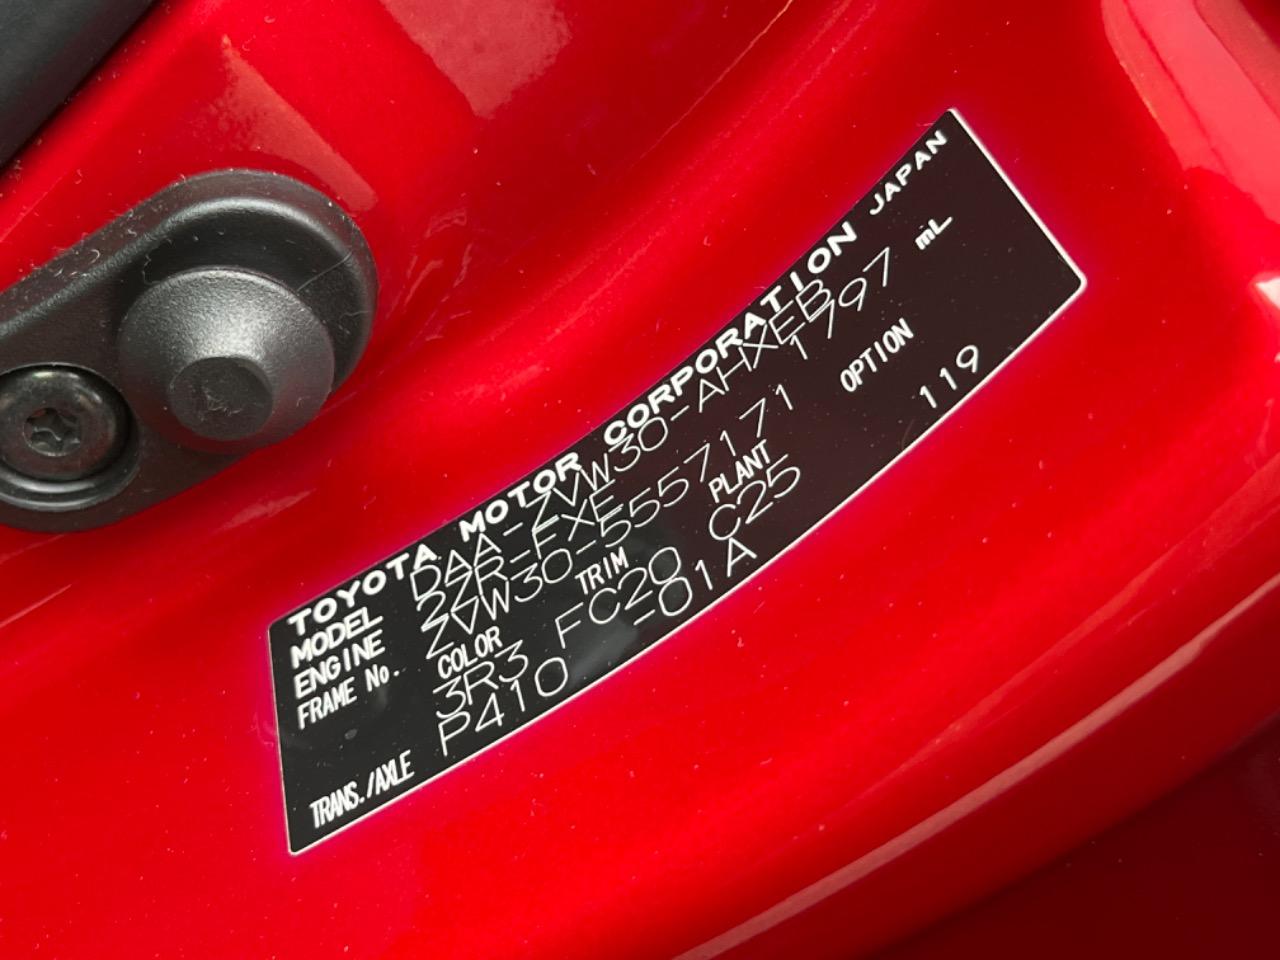 TOYOTA MOTOR CORPORATION JAPAN
MODEL DAA-ZVW30-AHXEB
ENGINE 2ZR-FXE 1797 mL
FRAME No. ZVW30-5557171
COLOR TRIM PLANT OPTION
3R3 FC20 C25 119
TRANS./AXLE P410 -01A